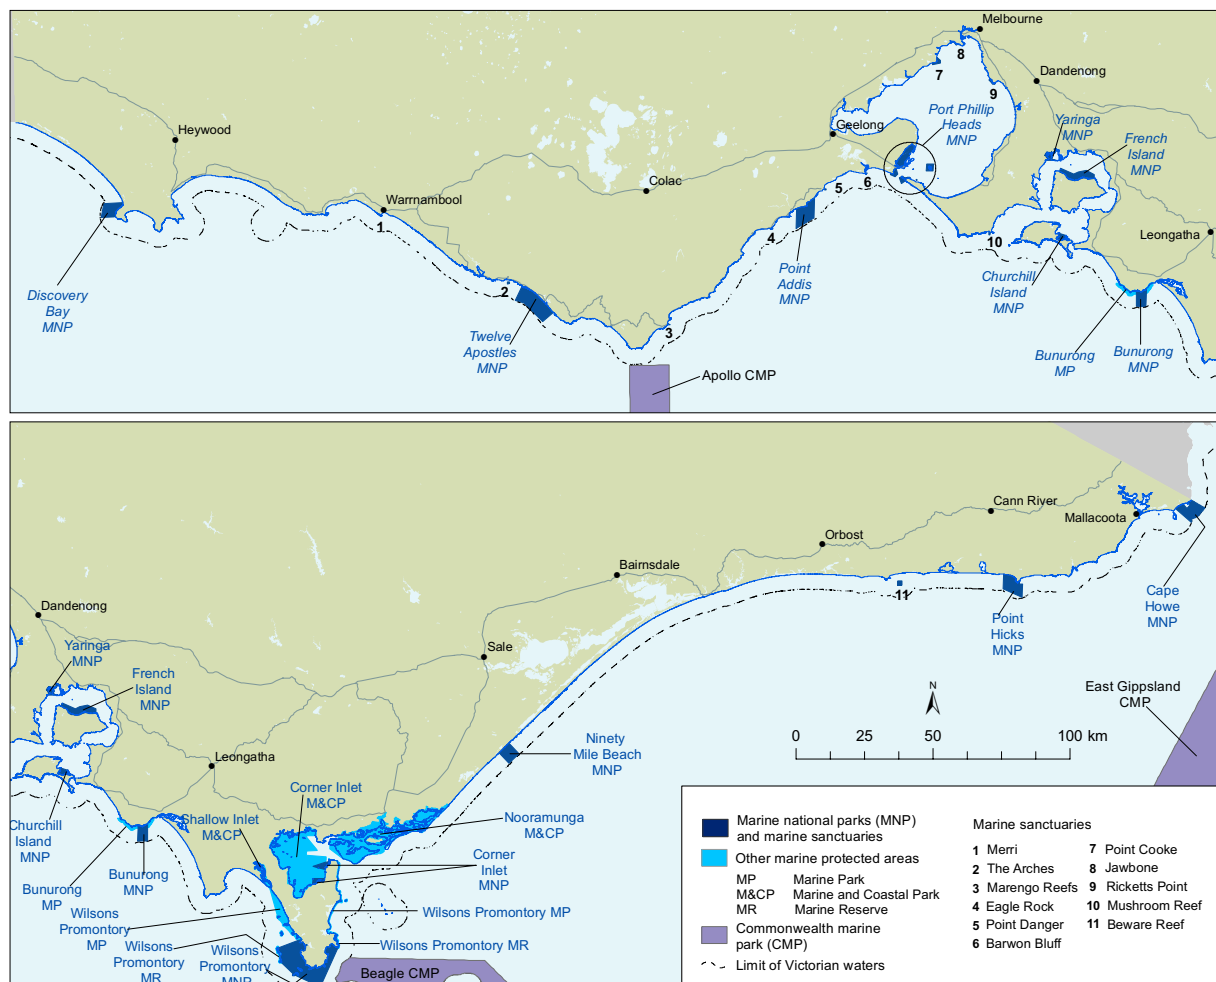 Melbourne
8
7
Dandenong
9
Port Phillip
Heads
MNP
Yaringa
MNP
French
Island
MNP
Geelong
Heywood
Colac
5
6
Warrnambool
1
4
10
Leongatha
Point
Addis
MNP
Churchill
Island
MNP
Discovery
Bay
MNP
2
Twelve
Apostles
MNP
3
Bunurong
MP
Bunurong
MNP
Apollo CMP
Cann River
Mallacoota
Orbost
Bairnsdale
11
Cape
Howe
MNP
Point
Hicks
MNP
Dandenong
Sale
Yaringa
MNP
French
Island
MNP
East Gippsland
CMP
N
0 25 50 100 km
Ninety
Mile Beach
MNP
Leongatha
Corner Inlet
M&CP
Shallow Inlet
M&CP
Nooramunga
M&CP
Churchill
Island
MNP
Corner
Inlet
MNP
Bunurong
MNP
Bunurong
MP
Wilsons
Promontory
MP
Wilsons Promontory MP
Wilsons
Promontory
MR
Wilsons
Promontory
MNP
Wilsons Promontory MR
Beagle CMP
Marine national parks (MNP)
and marine sanctuaries
Other marine protected areas
MP Marine Park
M&CP Marine and Coastal Park
MR Marine Reserve
Commonwealth marine
park (CMP)
Limit of Victorian waters
Marine sanctuaries
1 Merri
2 The Arches
3 Marengo Reefs
4 Eagle Rock
5 Point Danger
6 Barwon Bluff
7 Point Cooke
8 Jawbone
9 Ricketts Point
10 Mushroom Reef
11 Beware Reef